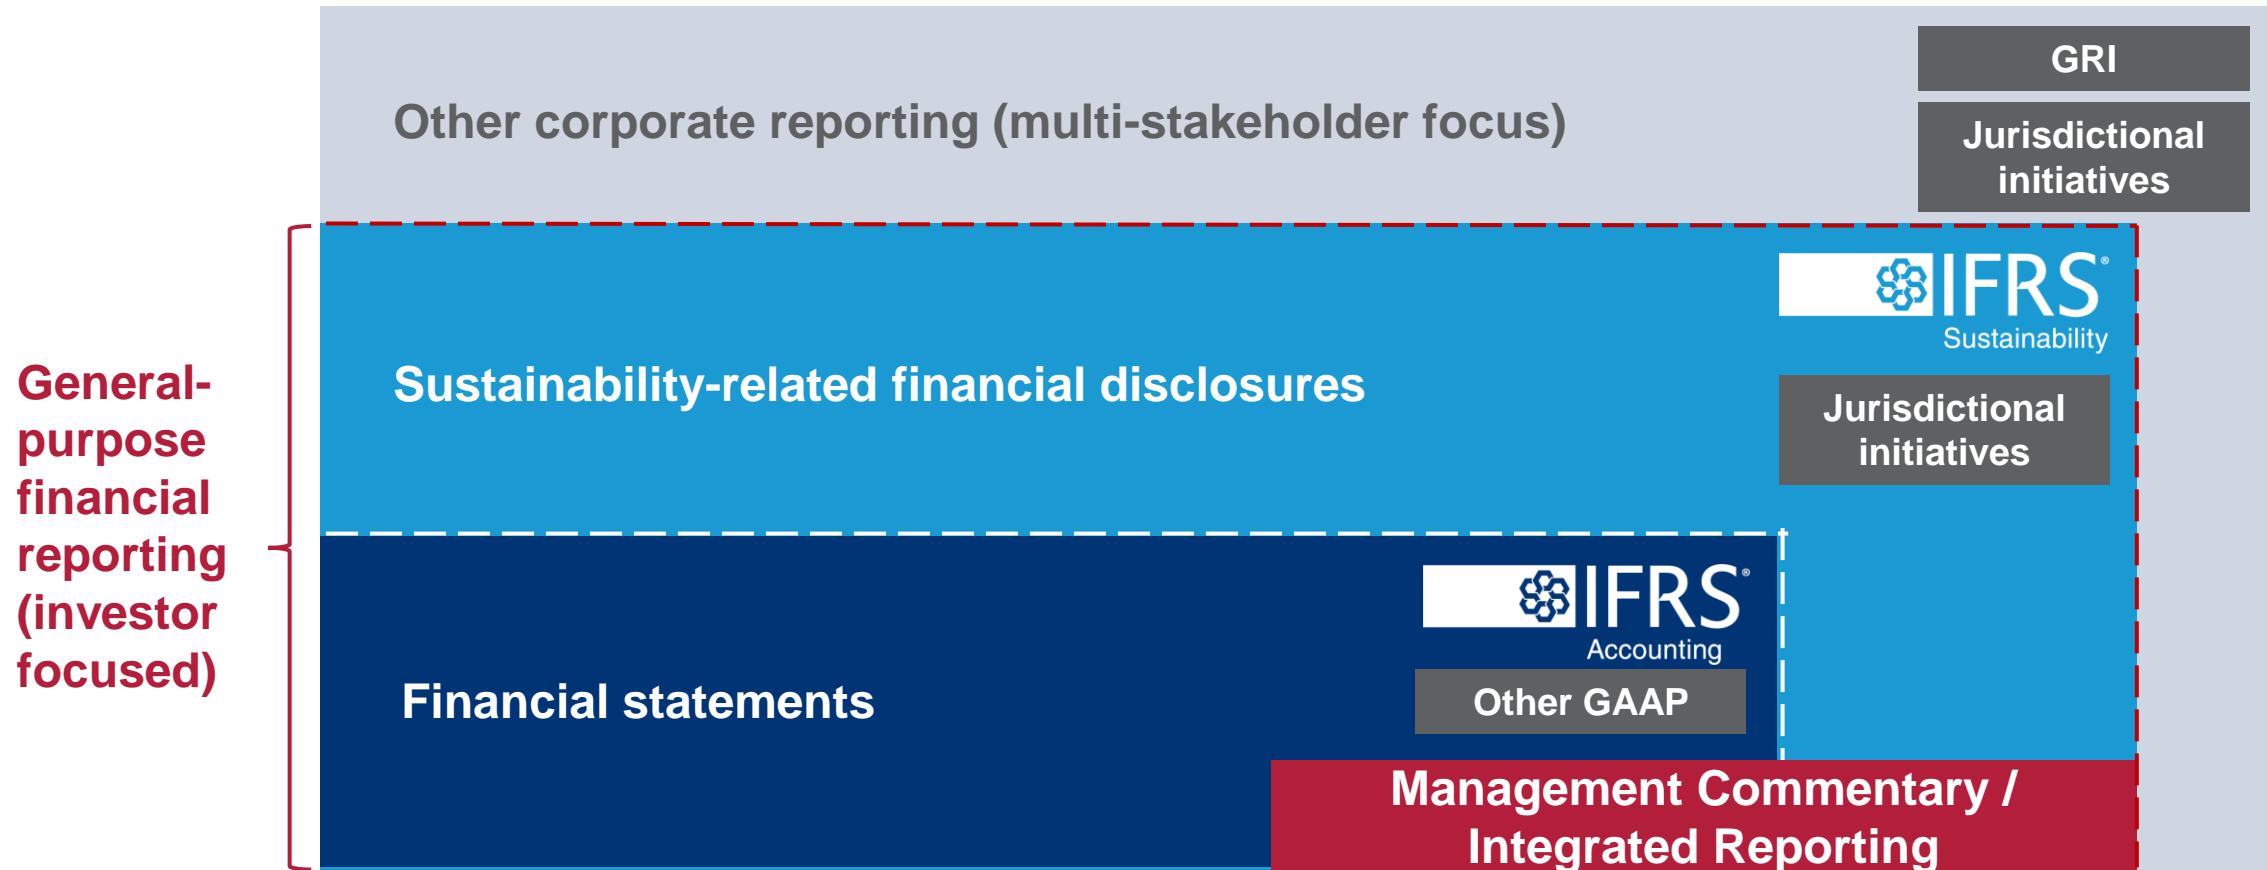 GRI
Other corporate reporting (multi-stakeholder focus)
Jurisdictional
initiatives
General-
purpose
financial
reporting
(investor
focused)
IFRS®
Sustainability
Sustainability-related financial disclosures
Jurisdictional
initiatives
IFRS®
Accounting
Financial statements
Other GAAP
Management Commentary /
Integrated Reporting